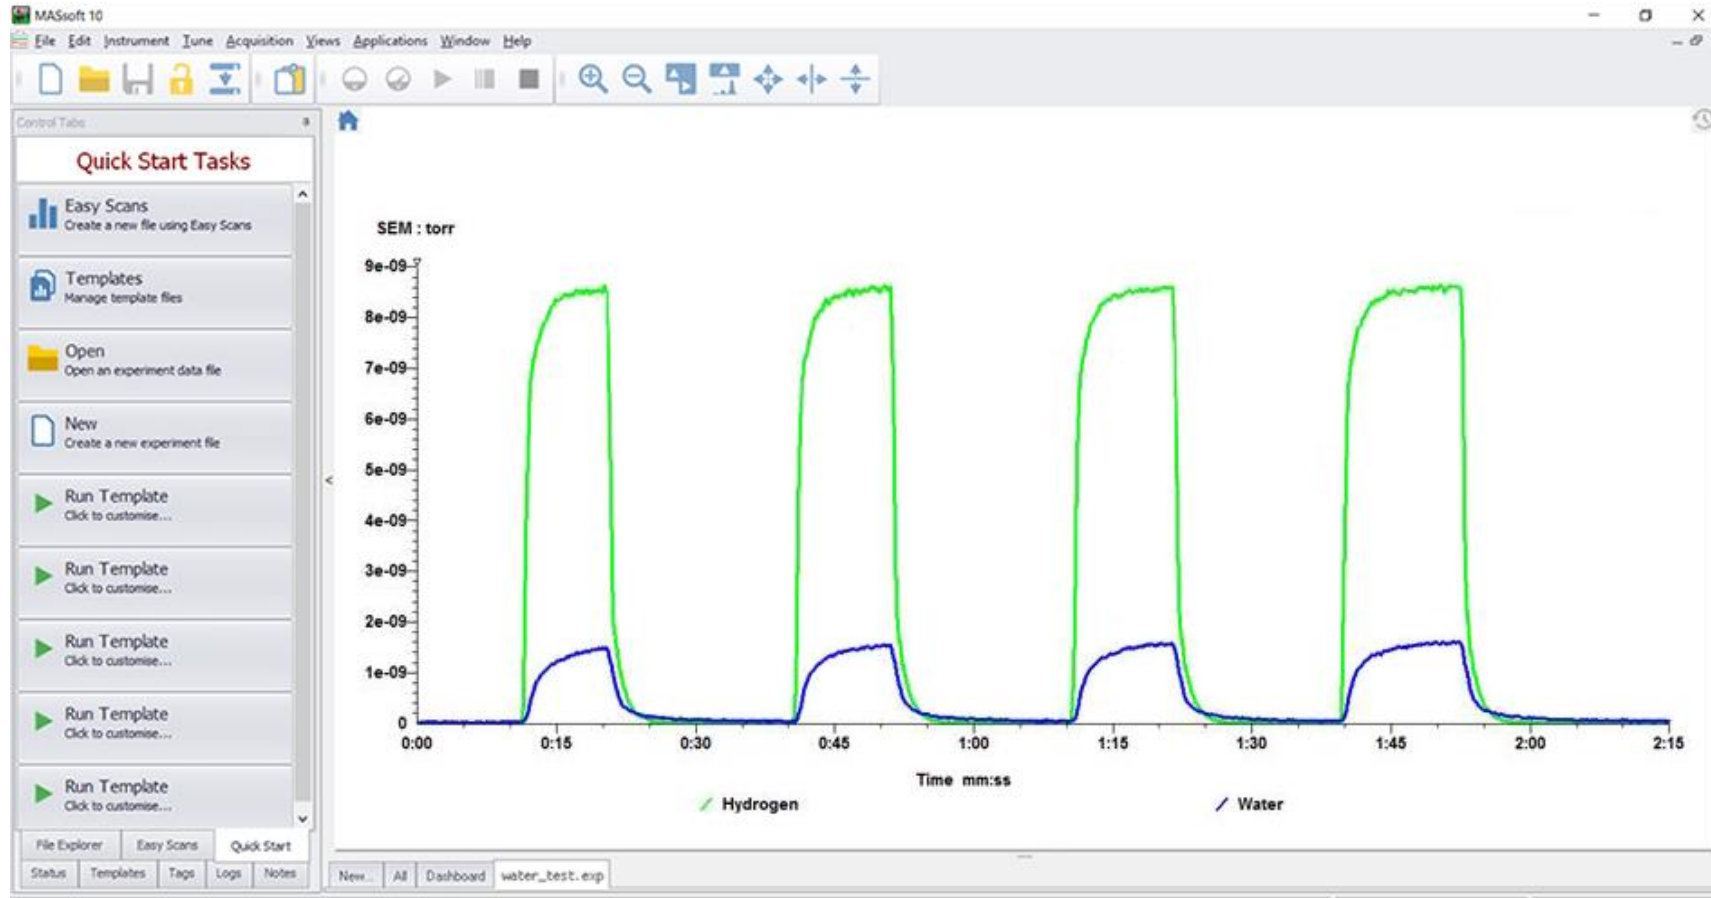 MASsoft 10
File Edit Instrument Tune Acquisition Views Applications Window Help
Control Tabs
Quick Start Tasks
Easy Scans
Create a new file using Easy Scans
Templates
Manage template files
Open
Open an experiment data file
New
Create a new experiment file
Run Template
Click to customise...
Run Template
Click to customise...
Run Template
Click to customise...
Run Template
Click to customise...
Run Template
Click to customise...
File Explorer Easy Scans Quick Start
Status Templates Tags Logs Notes
SEM : torr
9e-09
8e-09
7e-09
6e-09
5e-09
4e-09
3e-09
2e-09
1e-09
0
0:00 0:15 0:30 0:45 1:00 1:15 1:30 1:45 2:00 2:15
Time mm:ss
Hydrogen Water
New... All Dashboard water_test.exp